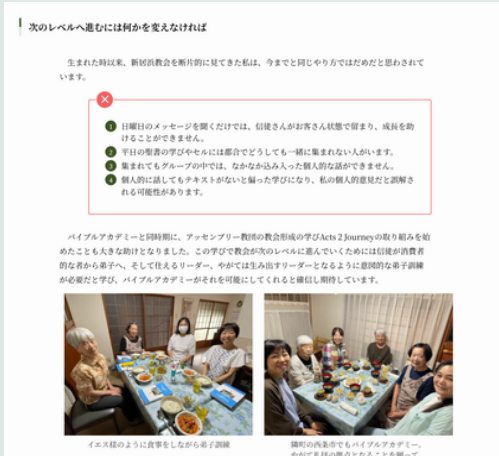 次のレベルへ進むには何かを変えなければ
生まれた時以来、新居浜教会を断片的に見てきた私は、今までと同じやり方ではだめだと思わされて
います。
1 日曜日のメッセージを聞くだけでは、信徒さんがお客さん状態で留まり、成長を助
けることができません。
2 平日の聖書の学びやセルには都合でどうしても一緒に集まれない人がいます。
3 集まれてもグループの中では、なかなか込み入った個人的な話ができません。
4 個人的に話してもテキストがないと偏った学びになり、私の個人的意見だと誤解さ
れる可能性があります。
バイブルアカデミーと同時期に、アッセンブリー教団の教会形成の学びActs 2 Journeyの取り組みを始
めたことも大きな助けとなりました。この学びで教会が次のレベルに進んでいくためには信徒が消費者
的な者から弟子へ、そして仕えるリーダー、やがては生み出すリーダーとなるように意図的な弟子訓練
が必要だと学び、バイブルアカデミーがそれを可能にしてくれると確信し期待しています。
イエス様のように食事をしながら弟子訓練
隣町の西条市でもバイブルアカデミー。
やがて礼拝の拠点となることを願って